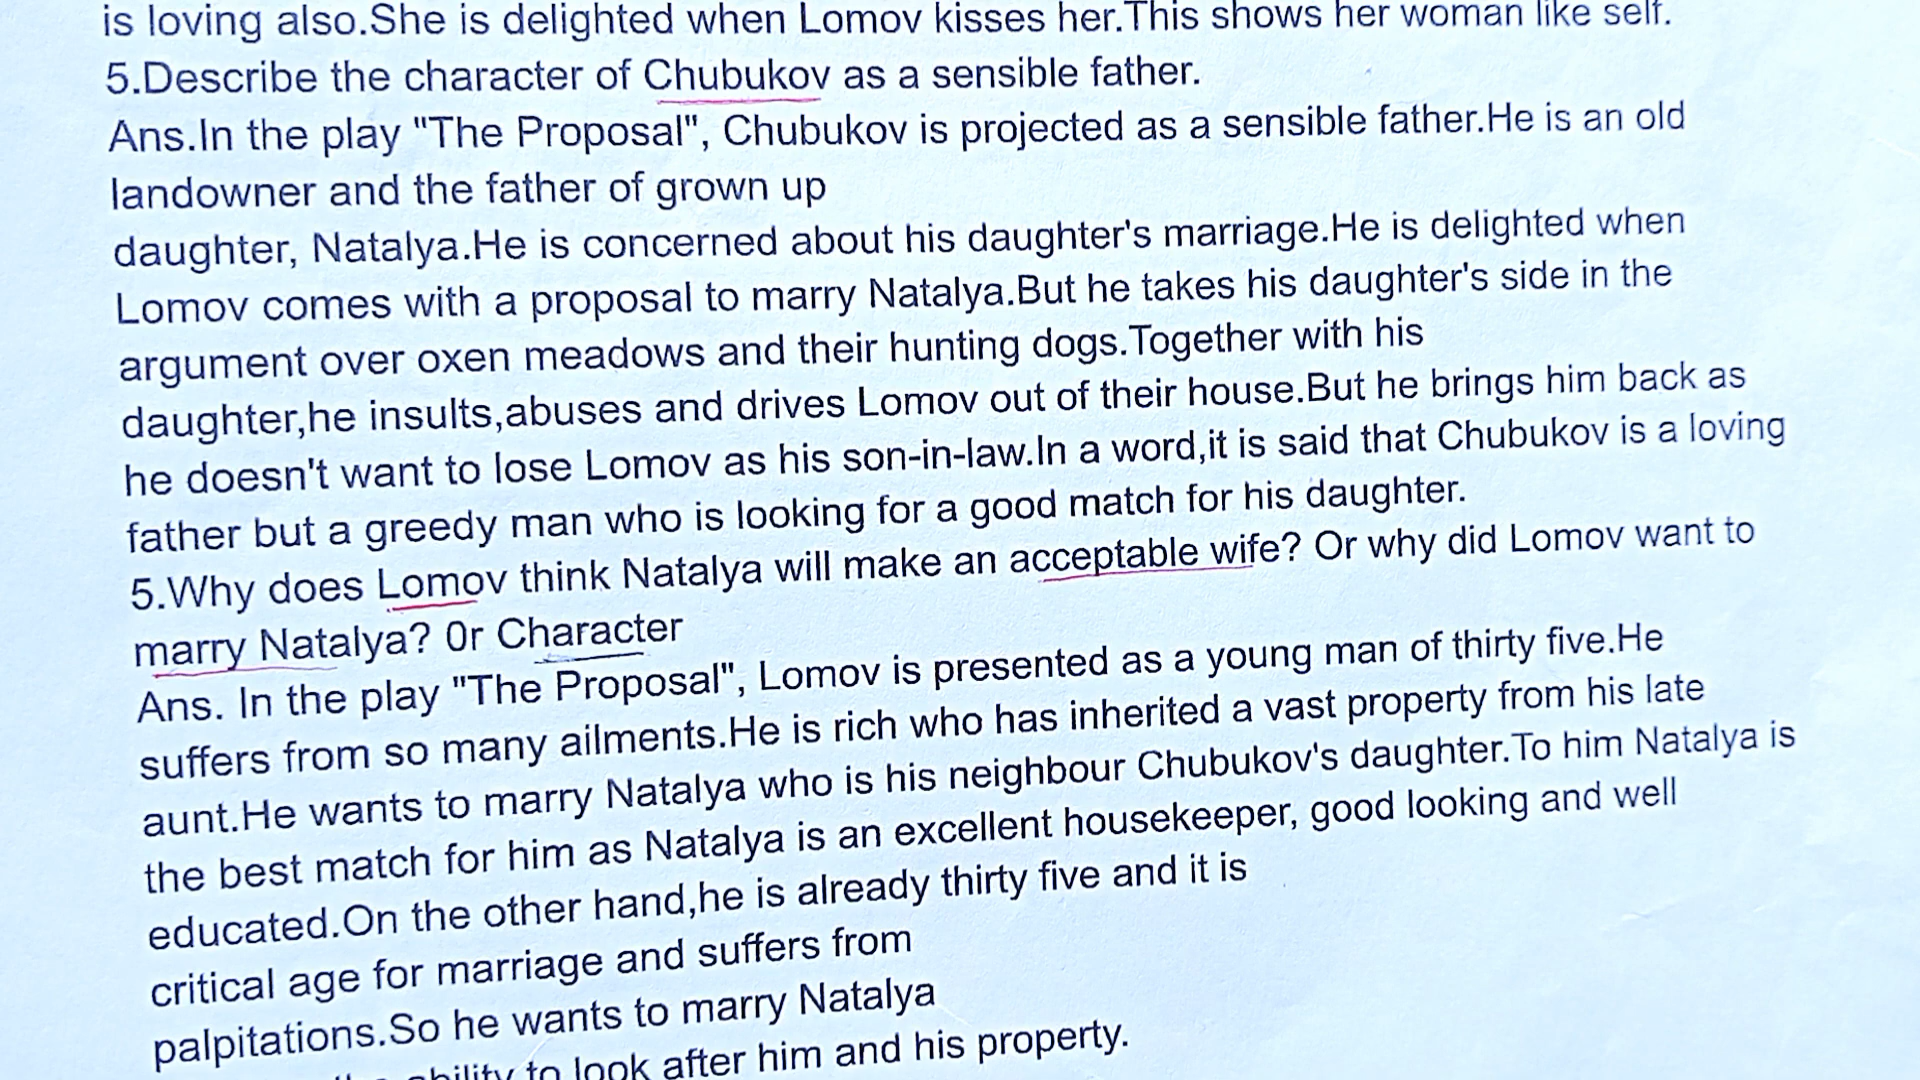 is loving also.She is delighted when Lomov kisses her.This shows her woman like self.
5.Describe the character of Chubukov as a sensible father.
Ans.In the play "The Proposal", Chubukov is projected as a sensible father.He is an old
landowner and the father of grown up
daughter, Natalya.He is concerned about his daughter's marriage.He is delighted when
Lomov comes with a proposal to marry Natalya.But he takes his daughter's side in the
argument over oxen meadows and their hunting dogs.Together with his
daughter,he insults,abuses and drives Lomov out of their house.But he brings him back as
he doesn't want to lose Lomov as his son-in-law.In a word,it is said that Chubukov is a loving
father but a greedy man who is looking for a good match for his daughter.
5.Why does Lomov think Natalya will make an acceptable wife? Or why did Lomov want to
marry Natalya? 0r Character
Ans. In the play "The Proposal", Lomov is presented as a young man of thirty five.He
suffers from so many ailments.He is rich who has inherited a vast property from his late
aunt.He wants to marry Natalya who is his neighbour Chubukov's daughter.To him Natalya is
the best match for him as Natalya is an excellent housekeeper, good looking and well
educated.On the other hand,he is already thirty five and it is
critical age for marriage and suffers from
palpitations.So he wants to marry Natalya
ability to look after him and his property.